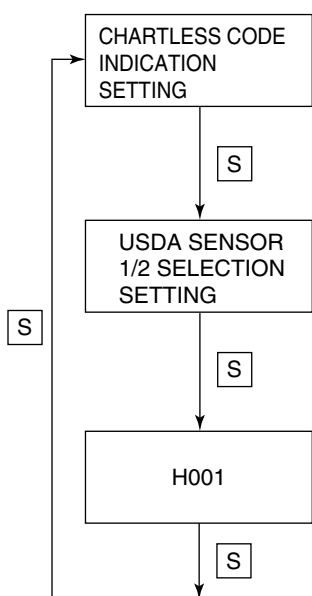 CHARTLESS CODE
INDICATION
SETTING
S
USDA SENSOR
1/2 SELECTION
SETTING
S
S
H001
S